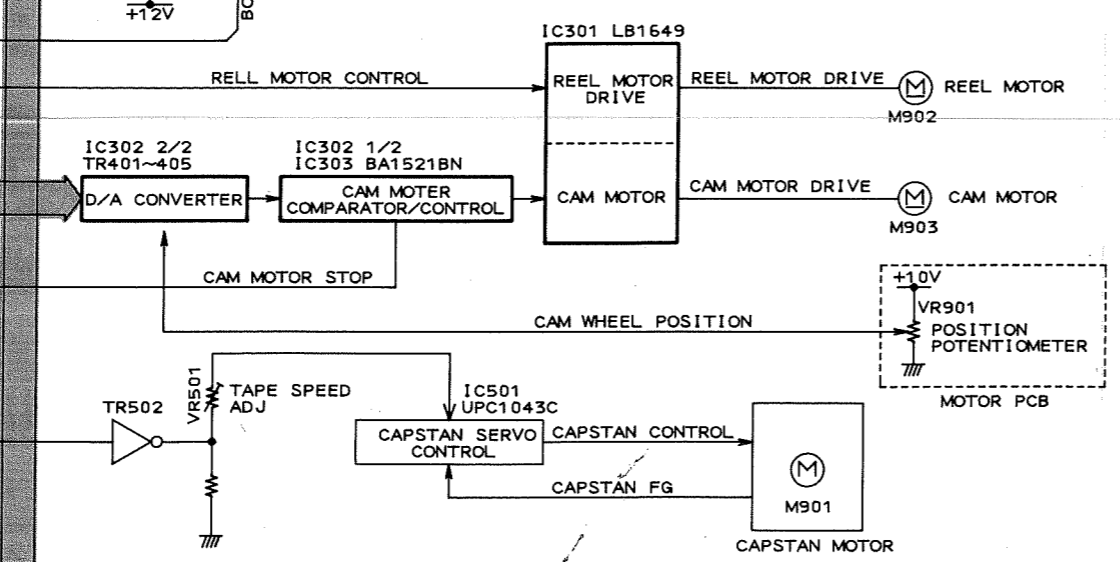 +12V
BO
IC301 LB1649
RELL MOTOR CONTROL
REEL MOTOR
DRIVE
REEL MOTOR DRIVE
M
REEL MOTOR
M902
IC302 2/2
TR401~405
IC302 1/2
IC303 BA1521BN
D/A CONVERTER
CAM MOTER
COMPARATOR/CONTROL
CAM MOTOR
CAM MOTOR DRIVE
M
CAM MOTOR
M903
CAM MOTOR STOP
+10V
VR901
CAM WHEEL POSITION
POSITION
POTENTIOMETER
MOTOR PCB
VR501
TAPE SPEED
ADJ
TR502
IC501
UPC1043C
CAPSTAN SERVO
CONTROL
CAPSTAN CONTROL
CAPSTAN FG
M
M901
CAPSTAN MOTOR